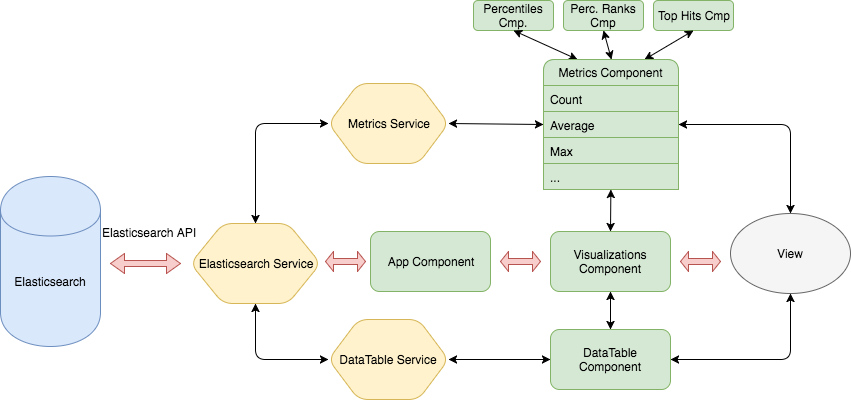 Percentiles
Cmp.
Perc. Ranks
Cmp
Top Hits Cmp
Metrics Component
Count
Average
Max
...
Metrics Service
Elasticsearch API
Elasticsearch
Elasticsearch Service
App Component
Visualizations
Component
View
DataTable Service
DataTable
Component